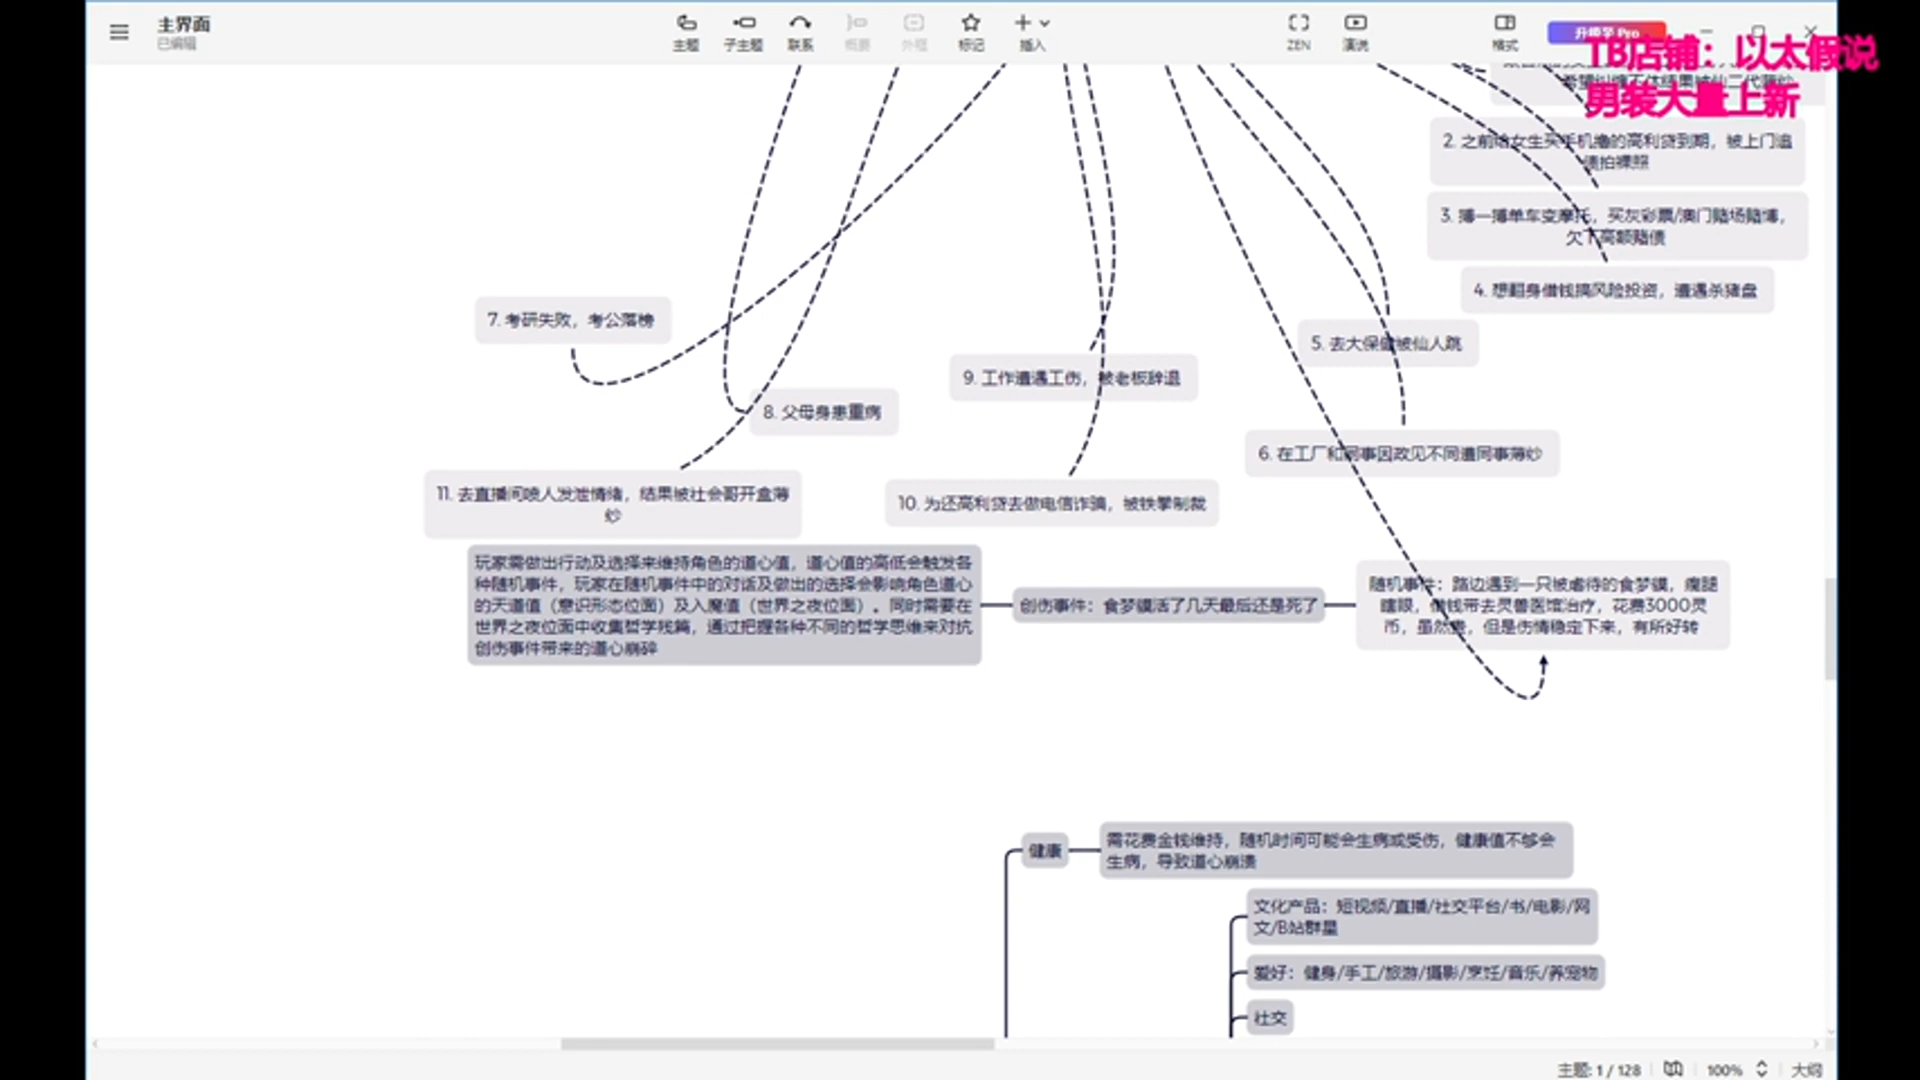 主界面
已编辑
主题
子主题
联系
概要
外框
标记
插入
ZEN
演说
格式
升级至 Pro
TB店铺：以太假说
男装大量上新
2. 之前给女生买手机撸的高利贷到期，被上门追
债拍裸照
3. 搏一搏单车变摩托，买灰彩票/澳门赌场赌博，
欠下高额赌债
4. 想翻身借钱搞风险投资，遭遇杀猪盘
7. 考研失败，考公落榜
5. 去大保健被仙人跳
9. 工作遭遇工伤，被老板辞退
8. 父母身患重病
6. 在工厂和同事因政见不同遭同事薄纱
11. 去直播间喷人发泄情绪，结果被社会哥开盒薄
纱
10. 为还高利贷去做电信诈骗，被铁拳制裁
玩家需做出行动及选择来维持角色的道心值，道心值的高低会触发各
种随机事件，玩家在随机事件中的对话及做出的选择会影响角色道心
的天道值（意识形态位面）及入魔值（世界之夜位面）。同时需要在
世界之夜位面中收集哲学残篇，通过把握各种不同的哲学思维来对抗
创伤事件带来的道心崩碎
创伤事件：食梦貘活了几天最后还是死了
随机事件：路边遇到一只被虐待的食梦貘，瘸腿
瞎眼，借钱带去灵兽医馆治疗，花费3000灵
币，虽然贵，但是伤情稳定下来，有所好转
健康
需花费金钱维持，随机时间可能会生病或受伤，健康值不够会
生病，导致道心崩溃
文化产品：短视频/直播/社交平台/书/电影/网
文/B站群星
爱好：健身/手工/旅游/摄影/烹饪/音乐/养宠物
社交
主题: 1 / 128
100%
大纲